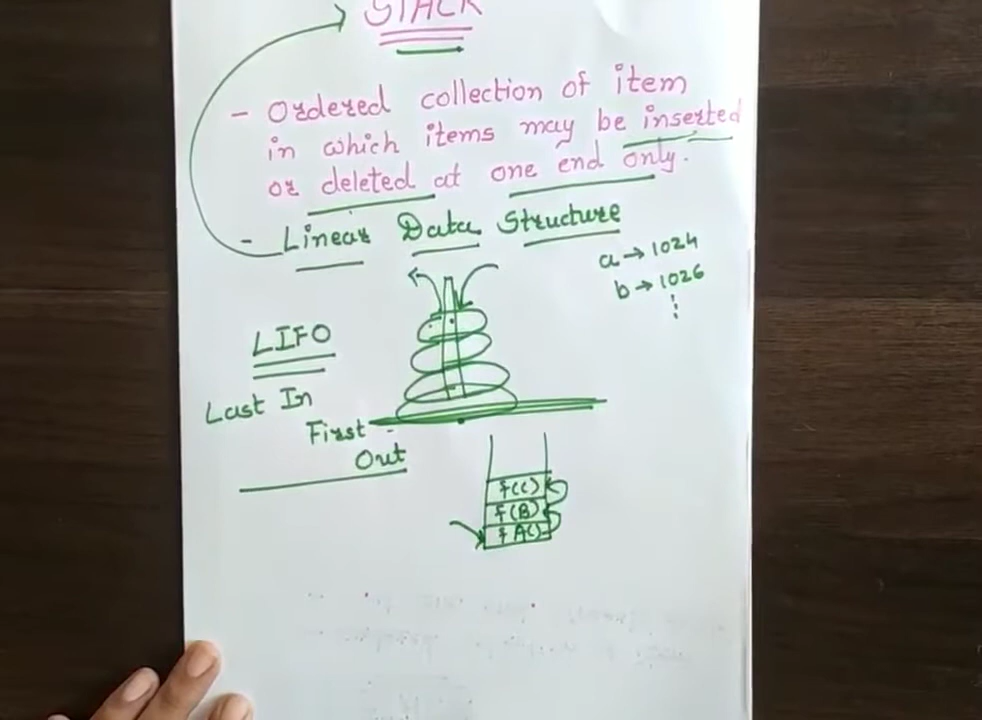 STACK
- Ordered collection of item
in which items may be inserted
or deleted at one end only.
- Linear Data Structure
a → 1024
b → 1026
⋮
LIFO
Last In
First
Out
f(C)
f(B)
f A()